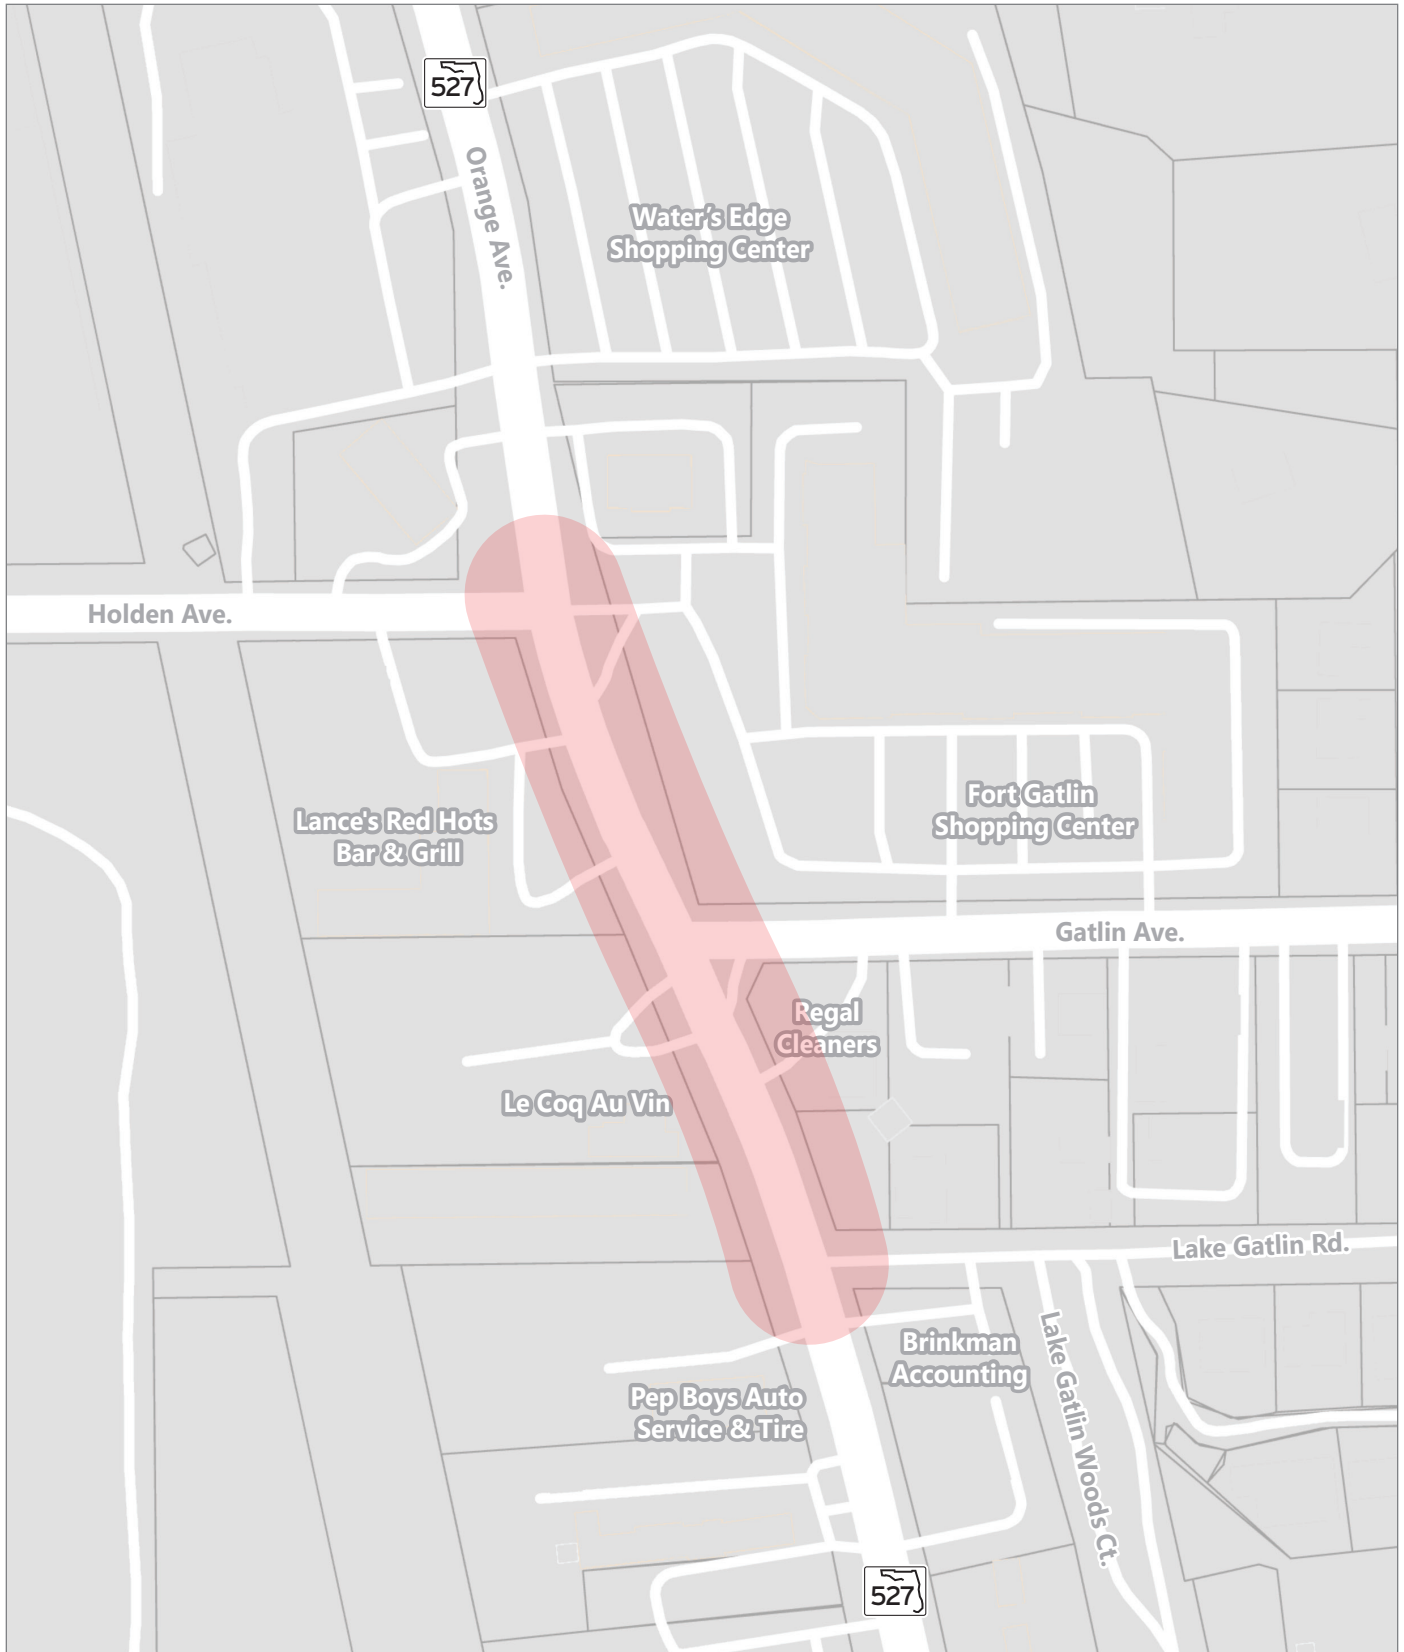 527
Orange Ave.
Water's Edge
Shopping Center
Holden Ave.
Lance's Red Hots
Bar & Grill
Fort Gatlin
Shopping Center
Gatlin Ave.
Regal
Cleaners
Le Coq Au Vin
Lake Gatlin Rd.
Brinkman
Accounting
Lake Gatlin Woods Ct.
Pep Boys Auto
Service & Tire
527